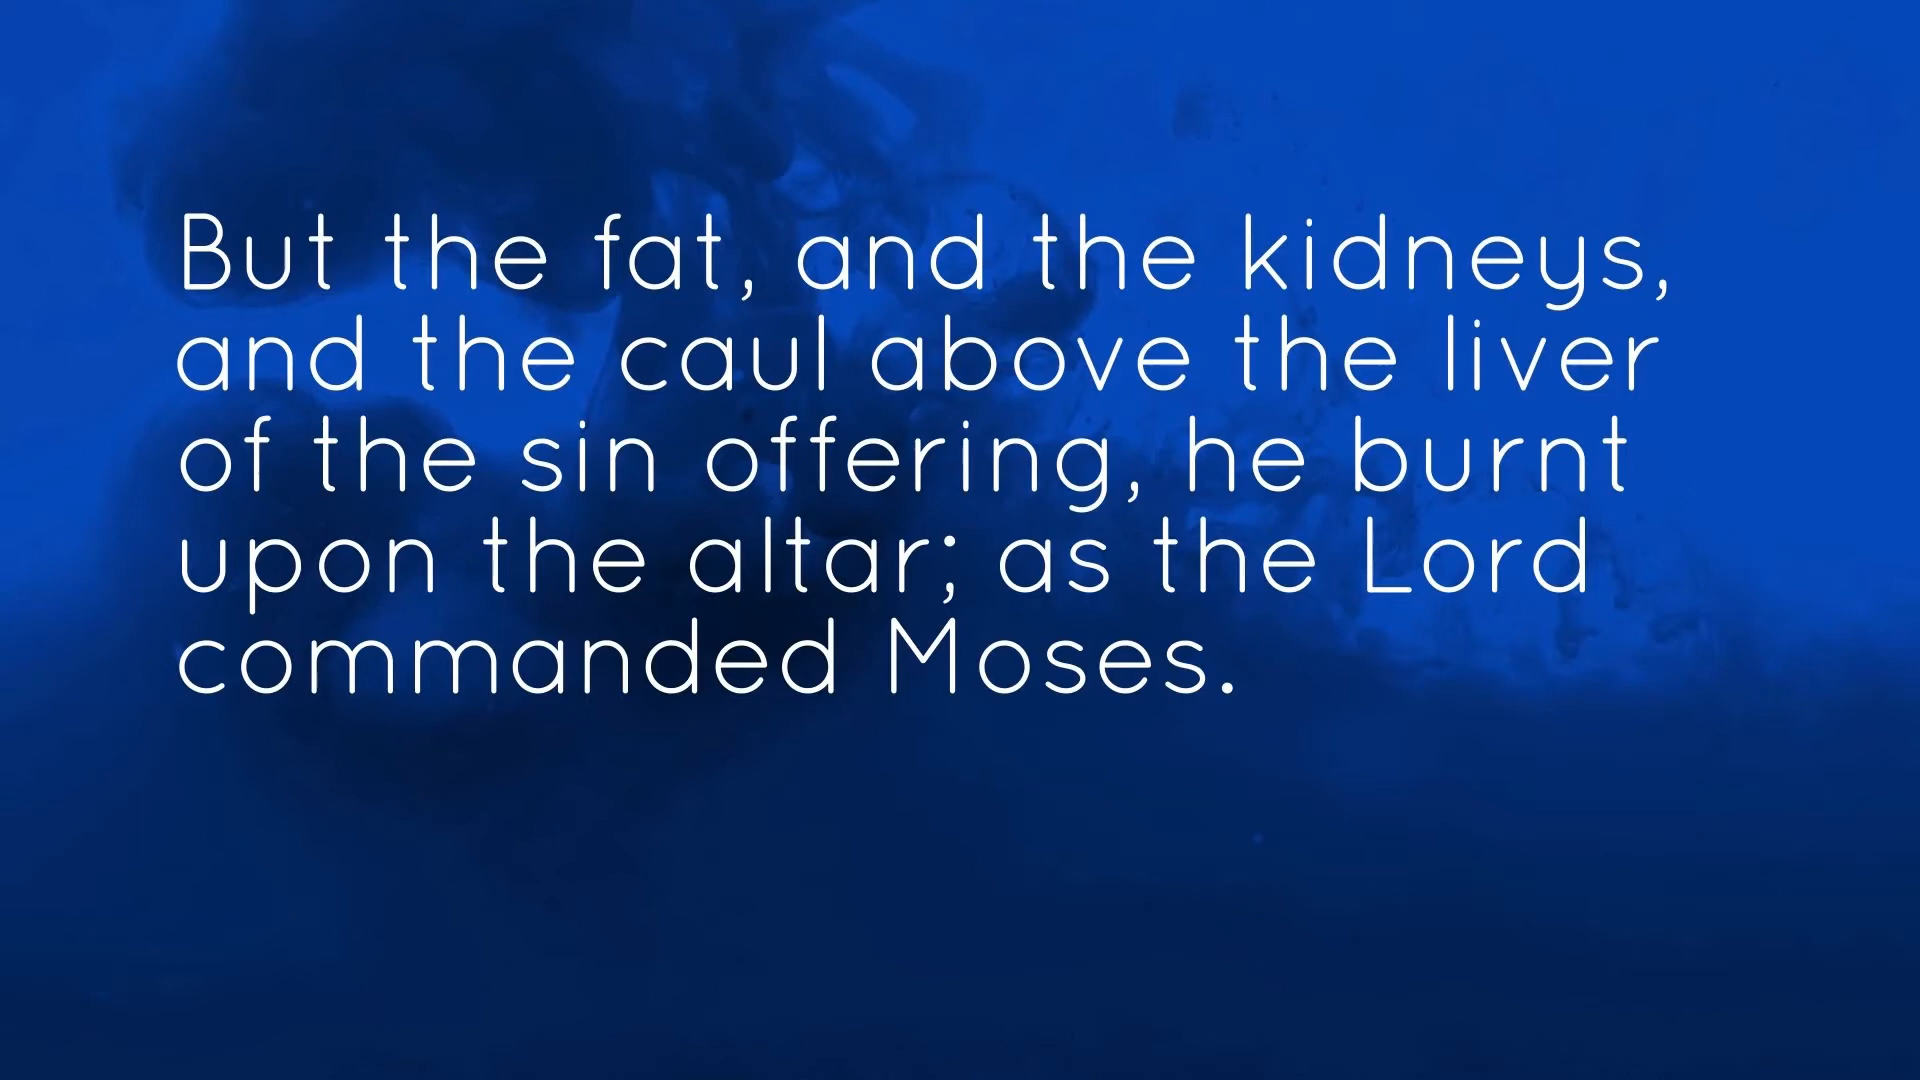 But the fat, and the kidneys,
and the caul above the liver
of the sin offering, he burnt
upon the altar; as the Lord
commanded Moses.